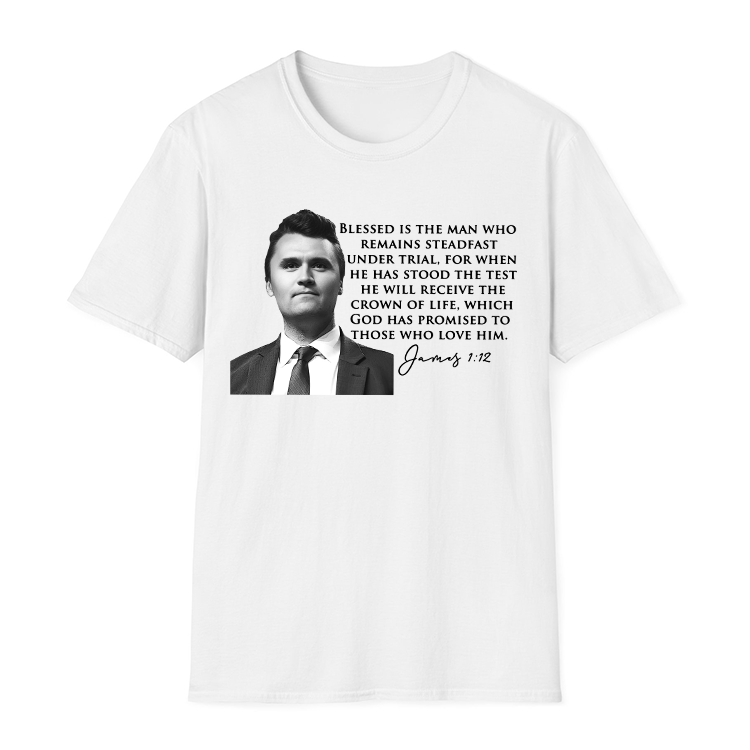 Blessed is the man who
remains steadfast
under trial, for when
he has stood the test
he will receive the
crown of life, which
God has promised to
those who love him.
James 1:12